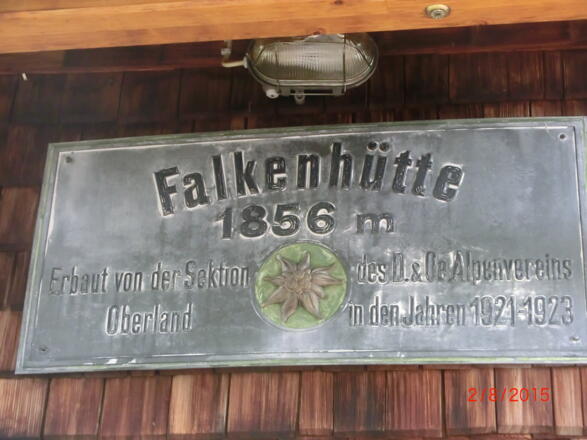 Falkenhütte
1856 m
Erbaut von der Sektion des D. & Oe. Alpenvereins
Oberland in den Jahren 1921-1923
2/8/2015